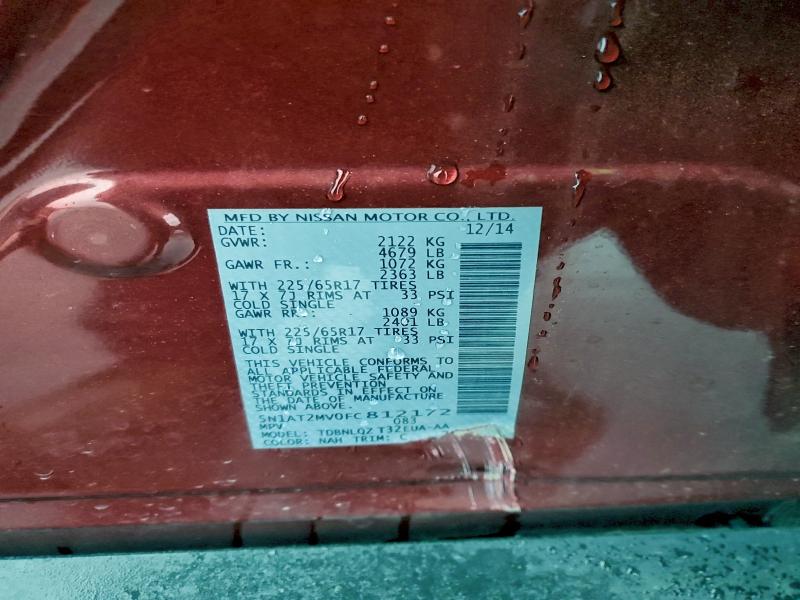 MFD BY NISSAN MOTOR CO., LTD.
DATE: 12/14
GVWR: 2122 KG
4679 LB
GAWR FR.: 1072 KG
2363 LB
WITH 225/65R17 TIRES
17 X 7J RIMS AT 33 PSI
COLD SINGLE
GAWR RR.: 1089 KG
2401 LB
WITH 225/65R17 TIRES
17 X 7J RIMS AT 33 PSI
COLD SINGLE
THIS VEHICLE CONFORMS TO
ALL APPLICABLE FEDERAL
MOTOR VEHICLE SAFETY AND
THEFT PREVENTION
STANDARDS IN EFFECT ON
THE DATE OF MANUFACTURE
SHOWN ABOVE.
5N1AT2MV0FC812172
MPV 083
MODEL: TDBNLQZ T32EUA-AA
COLOR: NAH TRIM: C